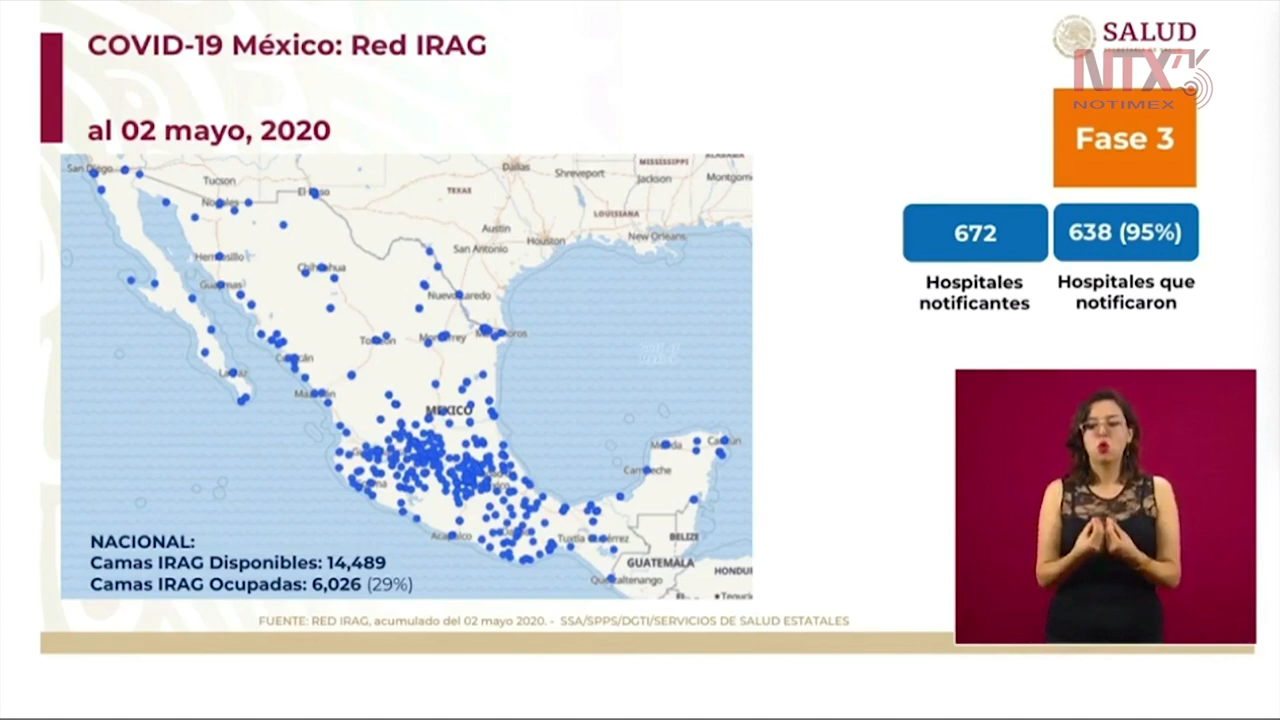 COVID-19 México: Red IRAG
al 02 mayo, 2020
SALUD
NTX
NOTIMEX
Fase 3
672
638 (95%)
Hospitales
notificantes
Hospitales que
notificaron
San Diego
Tucson
Nogales
El Paso
Dallas
TEXAS
Shreveport
MISSISSIPPI
Jackson
ALABAMA
Montgom
LOUISIANA
Austin
Houston
San Antonio
New Orleans
Hermosillo
Chihuahua
Guaymas
Nuevo Laredo
Torreón
Monterrey
Matamoros
Culiacán
La Paz
Mazatlán
MÉXICO
Mérida
Cancún
Campeche
Acapulco
Tuxtla Gutiérrez
BELIZE
GUATEMALA
HONDU
Quetzaltenango
Teguci
NACIONAL:
Camas IRAG Disponibles: 14,489
Camas IRAG Ocupadas: 6,026 (29%)
FUENTE: RED IRAG, acumulado del 02 mayo 2020. - SSA/SPPS/DGTI/SERVICIOS DE SALUD ESTATALES